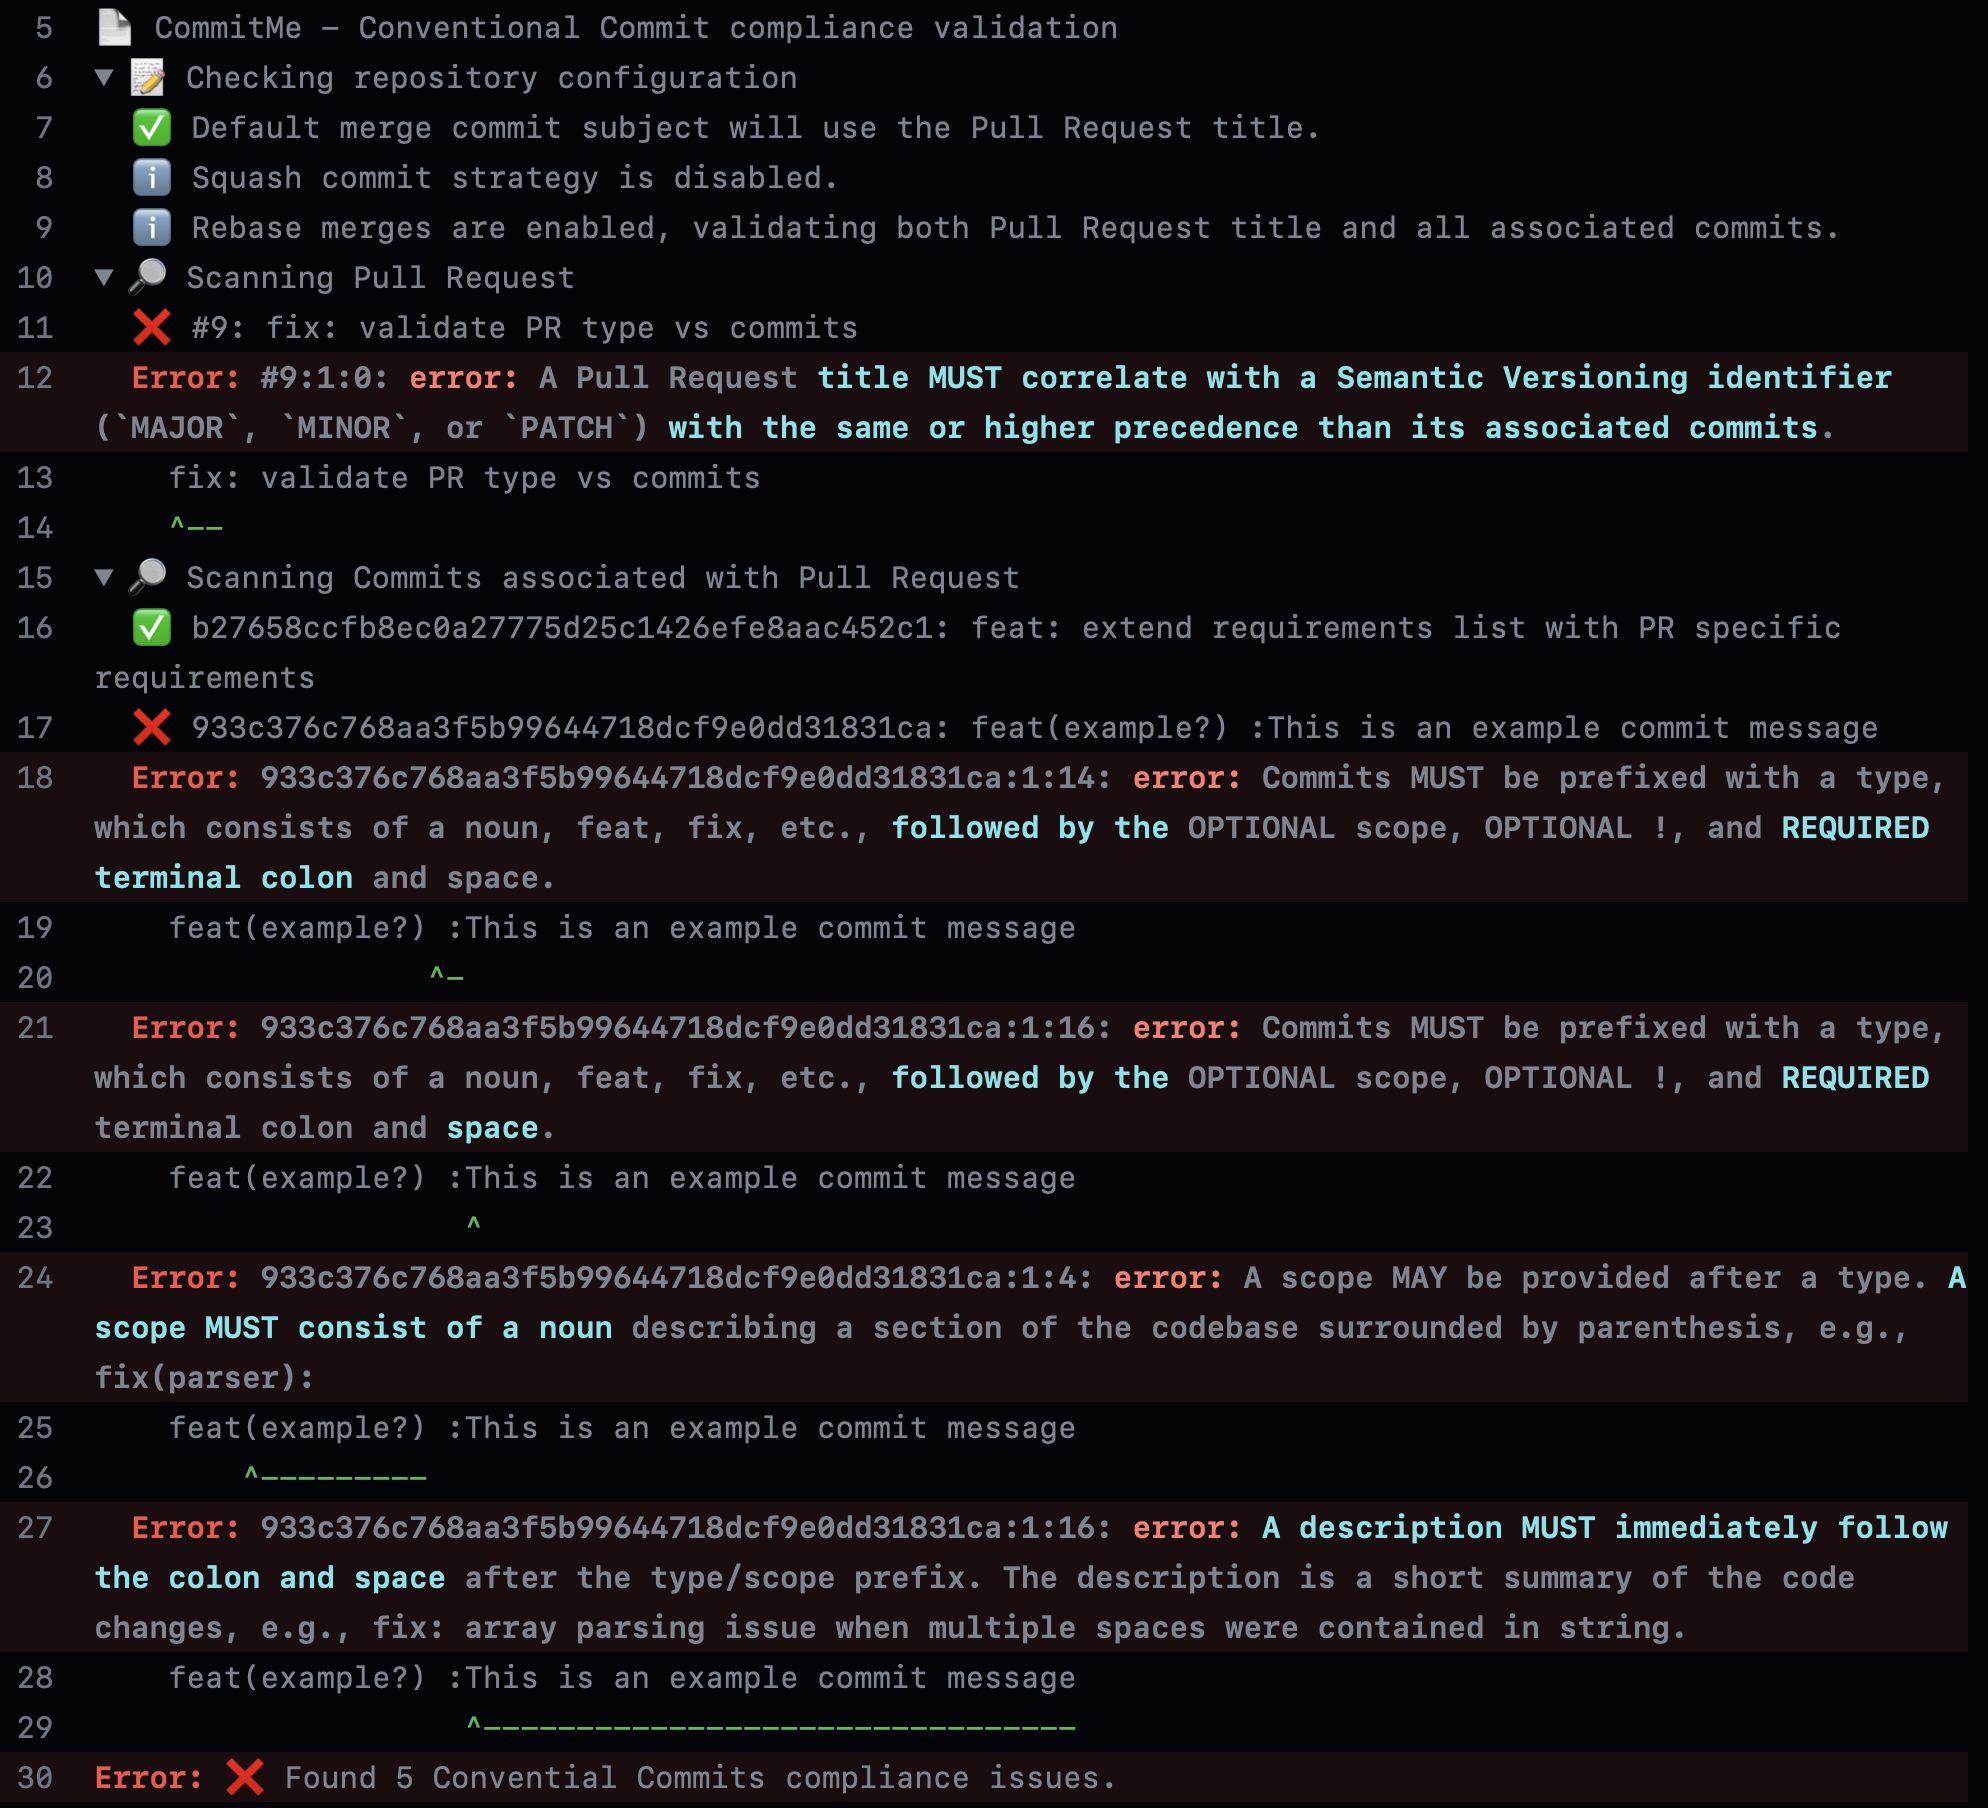 5 CommitMe – Conventional Commit compliance validation
6 ▼ Checking repository configuration
7 ✅ Default merge commit subject will use the Pull Request title.
8 ℹ️ Squash commit strategy is disabled.
9 ℹ️ Rebase merges are enabled, validating both Pull Request title and all associated commits.
10 ▼ Scanning Pull Request
11 ❌ #9: fix: validate PR type vs commits
12 Error: #9:1:0: error: A Pull Request title MUST correlate with a Semantic Versioning identifier
(`MAJOR`, `MINOR`, or `PATCH`) with the same or higher precedence than its associated commits.
13 fix: validate PR type vs commits
14 ^--
15 ▼ Scanning Commits associated with Pull Request
16 ✅ b27658ccfb8ec0a27775d25c1426efe8aac452c1: feat: extend requirements list with PR specific
requirements
17 ❌ 933c376c768aa3f5b99644718dcf9e0dd31831ca: feat(example?) :This is an example commit message
18 Error: 933c376c768aa3f5b99644718dcf9e0dd31831ca:1:14: error: Commits MUST be prefixed with a type,
which consists of a noun, feat, fix, etc., followed by the OPTIONAL scope, OPTIONAL !, and REQUIRED
terminal colon and space.
19 feat(example?) :This is an example commit message
20 ^-
21 Error: 933c376c768aa3f5b99644718dcf9e0dd31831ca:1:16: error: Commits MUST be prefixed with a type,
which consists of a noun, feat, fix, etc., followed by the OPTIONAL scope, OPTIONAL !, and REQUIRED
terminal colon and space.
22 feat(example?) :This is an example commit message
23 ^
24 Error: 933c376c768aa3f5b99644718dcf9e0dd31831ca:1:4: error: A scope MAY be provided after a type. A
scope MUST consist of a noun describing a section of the codebase surrounded by parenthesis, e.g.,
fix(parser):
25 feat(example?) :This is an example commit message
26 ^---------
27 Error: 933c376c768aa3f5b99644718dcf9e0dd31831ca:1:16: error: A description MUST immediately follow
the colon and space after the type/scope prefix. The description is a short summary of the code
changes, e.g., fix: array parsing issue when multiple spaces were contained in string.
28 feat(example?) :This is an example commit message
29 ^--------------------------------
30 Error: ❌ Found 5 Convential Commits compliance issues.